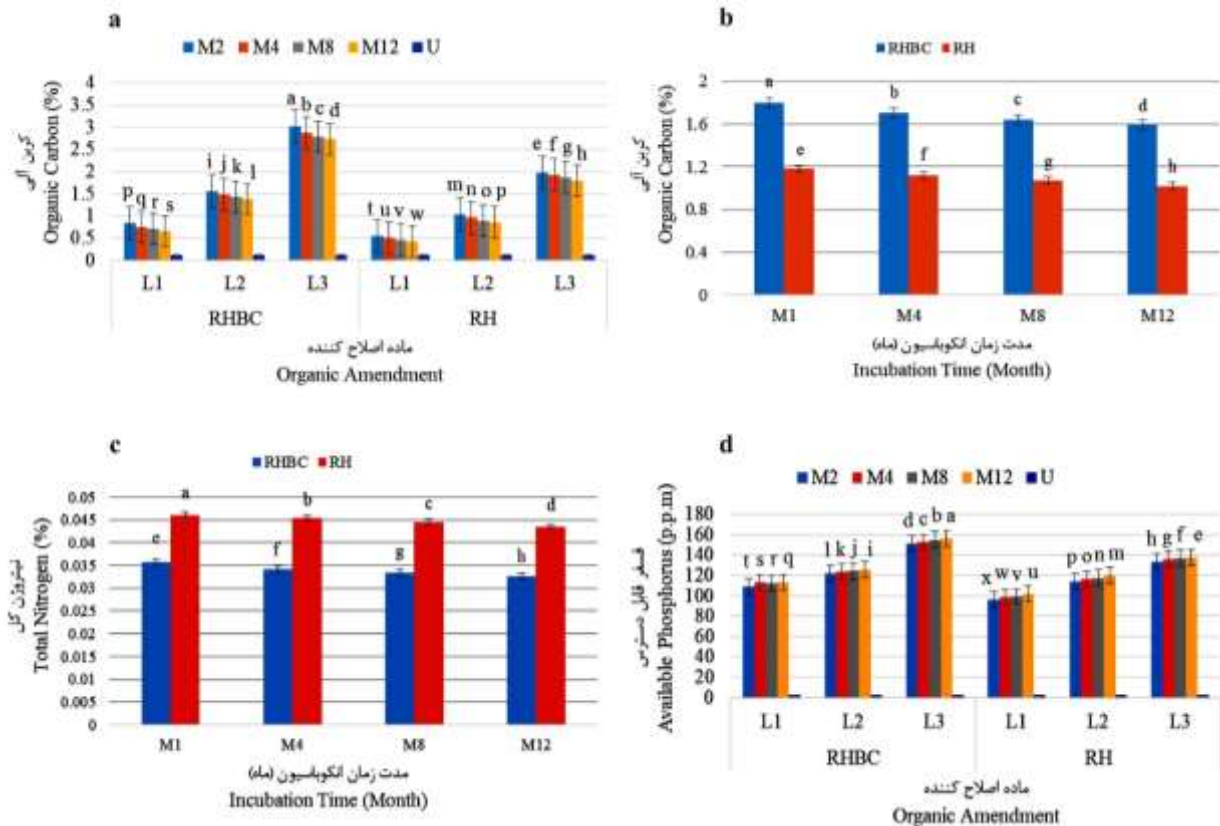 a
M2 M4 M8 M12 U
کربن آلی
Organic Carbon (%)
4
3.5
3
2.5
2
1.5
1
0.5
0
p q r s
i j k l
a b c d
t u v w
m n o p
e f g h
L1 L2 L3 L1 L2 L3
RHBC RH
ماده اصلاح کننده
Organic Amendment
b
RHBC RH
کربن آلی
Organic Carbon (%)
2
1.6
1.2
0.8
0.4
0
a b c d
e f g h
M1 M4 M8 M12
مدت زمان انکوباسیون (ماه)
Incubation Time (Month)
c
RHBC RH
نیتروژن کل
Total Nitrogen (%)
0.05
0.045
0.04
0.035
0.03
0.025
0.02
0.015
0.01
0.005
0
a b c d
e f g h
M1 M4 M8 M12
مدت زمان انکوباسیون (ماه)
Incubation Time (Month)
d
M2 M4 M8 M12 U
فسفر قابل دسترس
Available Phosphorus (p.p.m)
180
160
140
120
100
80
60
40
20
0
t s r q
l k j i
d c b a
x w v u
p o n m
h g f e
L1 L2 L3 L1 L2 L3
RHBC RH
ماده اصلاح کننده
Organic Amendment